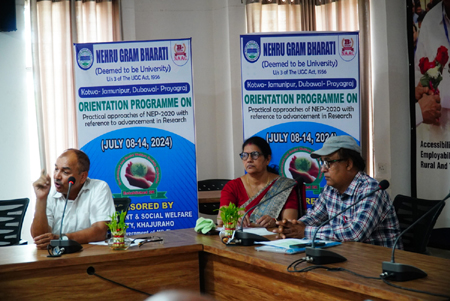 NEHRU GRAM BHARATI
(Deemed to be University)
U/s 3 of The UGC Act, 1956
Kotwa- Jamunipur, Dubawal- Prayagraj
ORIENTATION PROGRAMME ON
Practical approaches of NEP-2020 with
reference to advancement in Research
(JULY 08-14, 2024)
SORED BY
NT & SOCIAL WELFARE
TY, KHAJURAHO
NEHRU GRAM BHARATI
(Deemed to be University)
U/s 3 of The UGC Act, 1956
Kotwa- Jamunipur, Dubawal- Prayagraj
ORIENTATION PROGRAMME ON
Practical approaches of NEP-2020 with
reference to advancement in Research
(JULY 08-14, 2024)
Accessibili
Employabili
Rural And